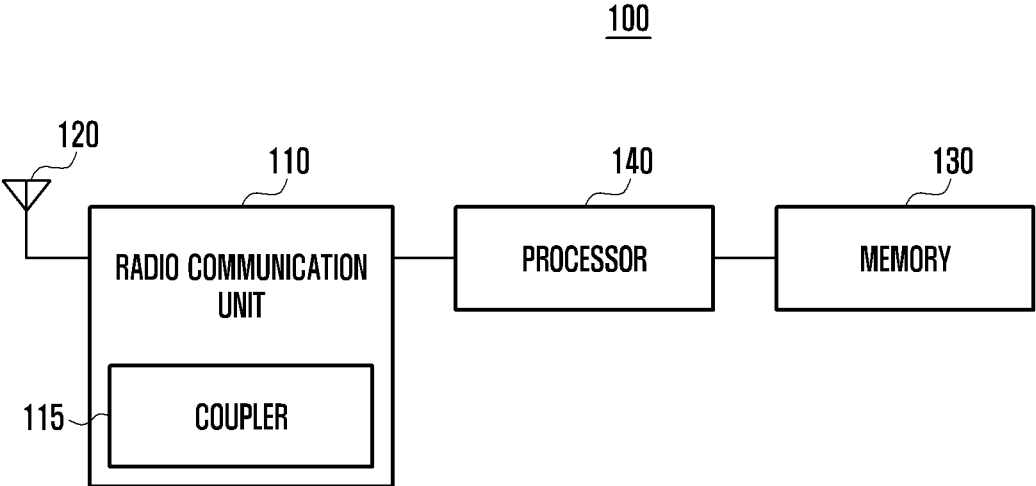 100
120
110
140
130
RADIO COMMUNICATION
UNIT
PROCESSOR
MEMORY
115
COUPLER